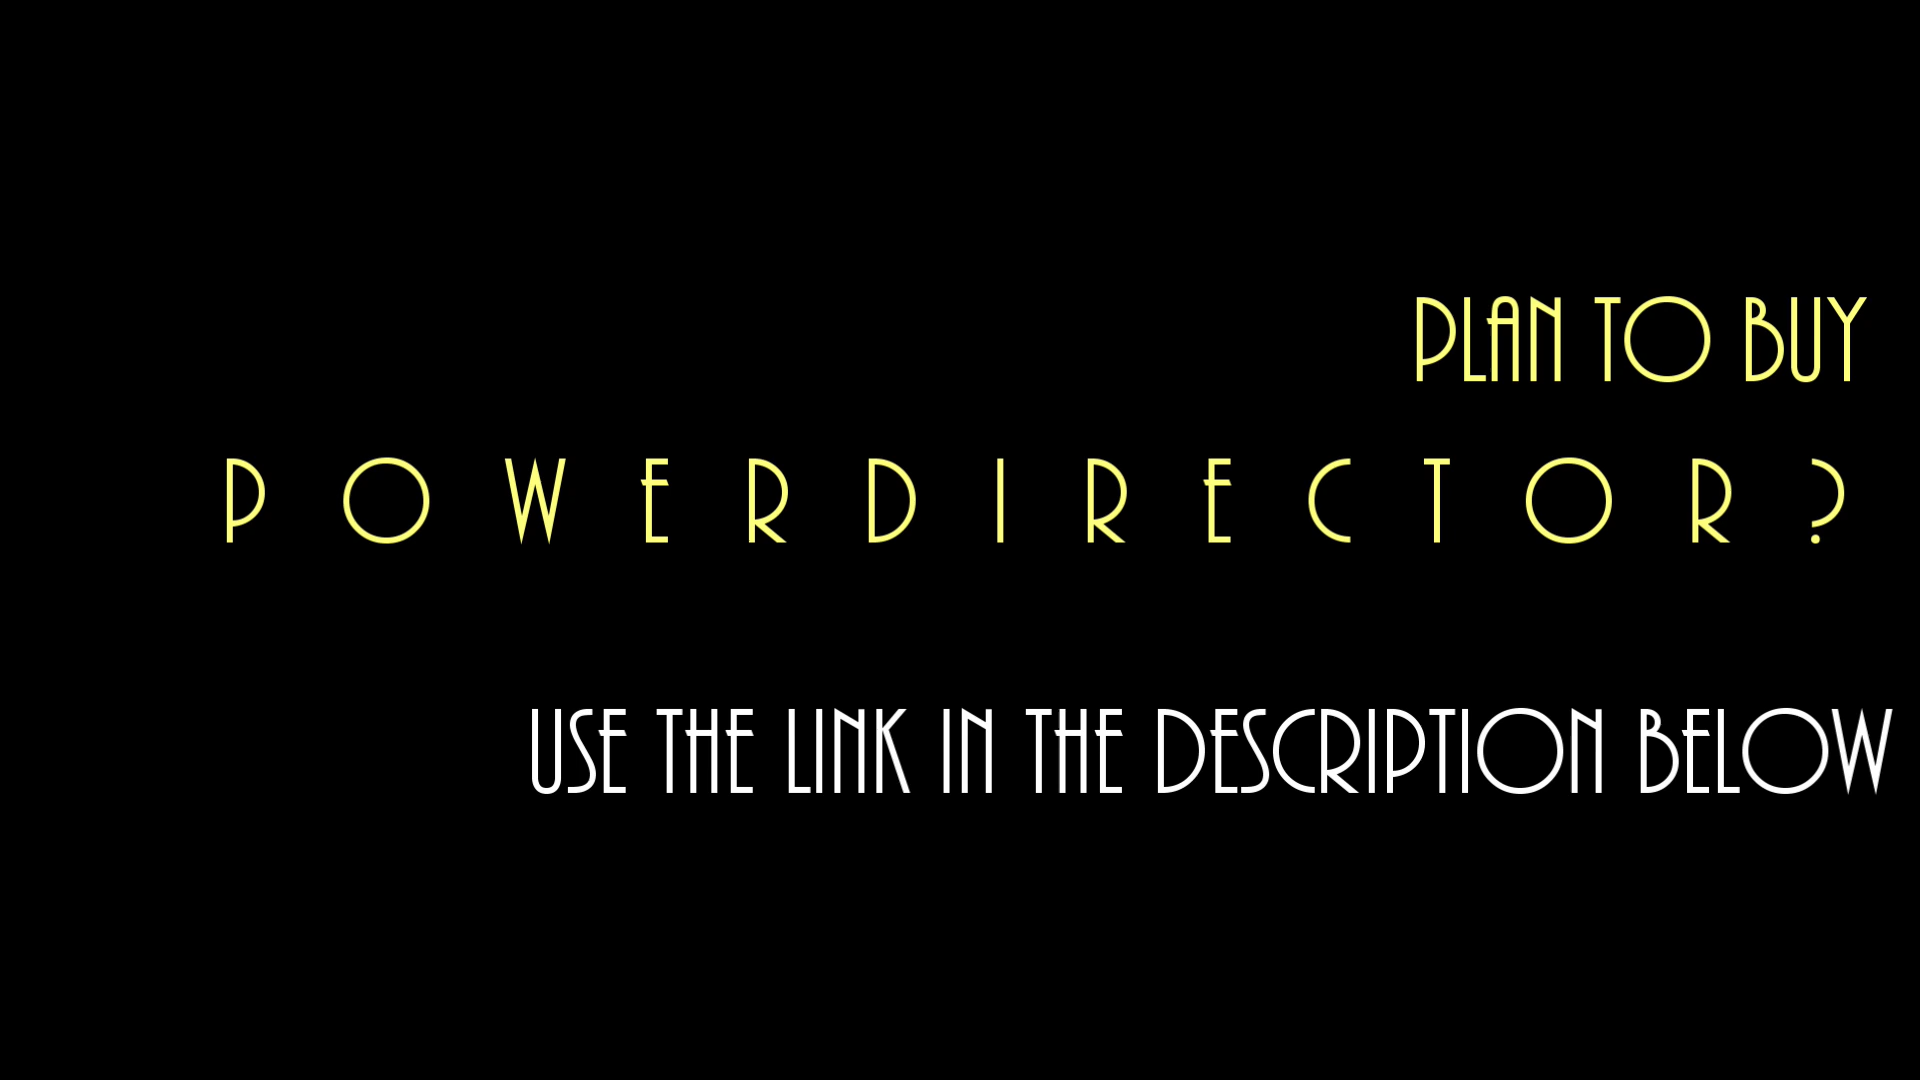 PLAN TO BUY
POWERDIRECTOR?
USE THE LINK IN THE DESCRIPTION BELOW